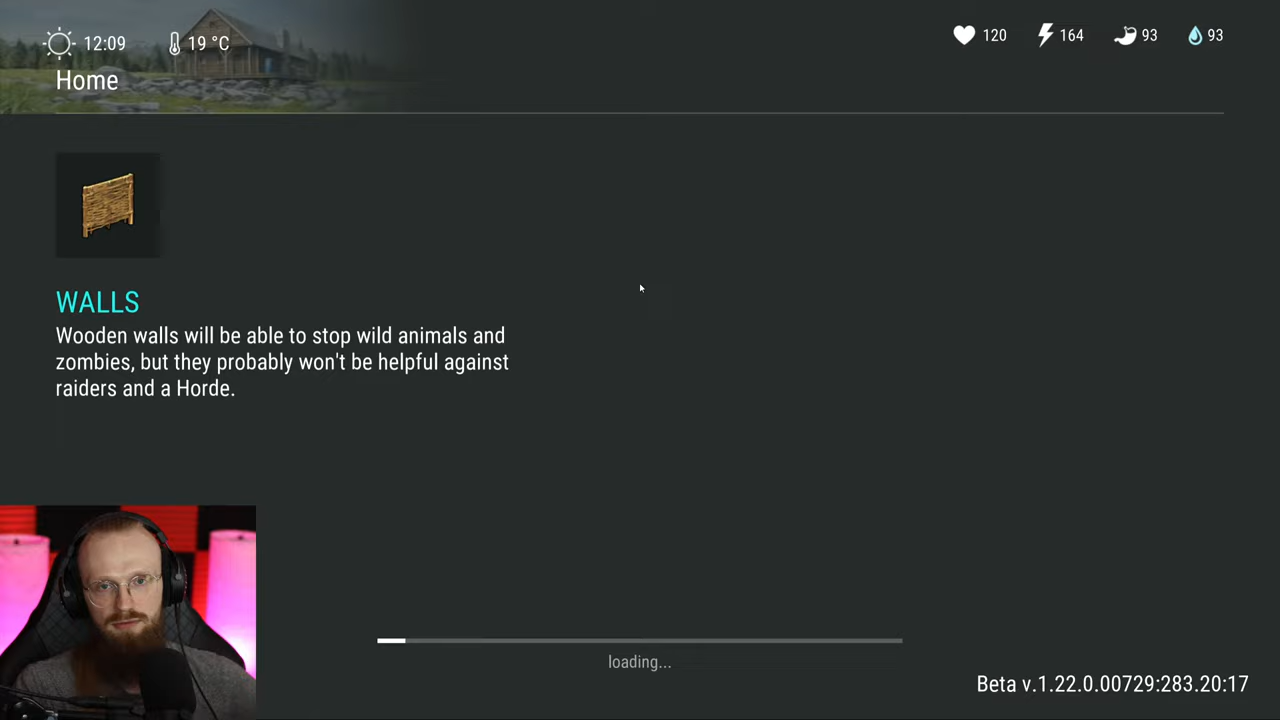 12:09 19 °C 120 164 93 93
Home
WALLS
Wooden walls will be able to stop wild animals and
zombies, but they probably won't be helpful against
raiders and a Horde.
loading...
Beta v.1.22.0.00729:283.20:17